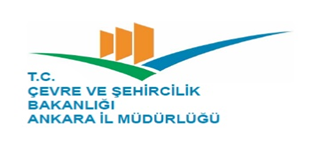 T.C.
ÇEVRE VE ŞEHİRCİLİK
BAKANLIĞI
ANKARA İL MÜDÜRLÜĞÜ